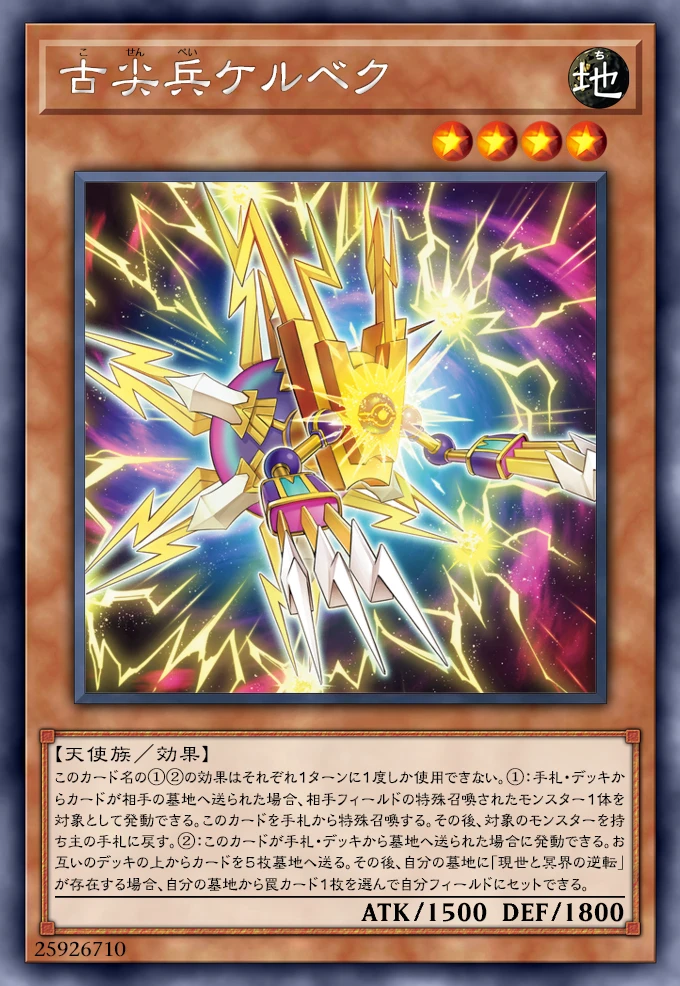 こ せん べい
古尖兵ケルベク
ち
地
【天使族／効果】
このカード名の①②の効果はそれぞれ1ターンに1度しか使用できない。①：手札・デッキか
らカードが相手の墓地へ送られた場合、相手フィールドの特殊召喚されたモンスター1体を
対象として発動できる。このカードを手札から特殊召喚する。その後、対象のモンスターを持
ち主の手札に戻す。②：このカードが手札・デッキから墓地へ送られた場合に発動できる。お
互いのデッキの上からカードを５枚墓地へ送る。その後、自分の墓地に「現世と冥界の逆転」
が存在する場合、自分の墓地から罠カード1枚を選んで自分フィールドにセットできる。
ATK/1500 DEF/1800
25926710